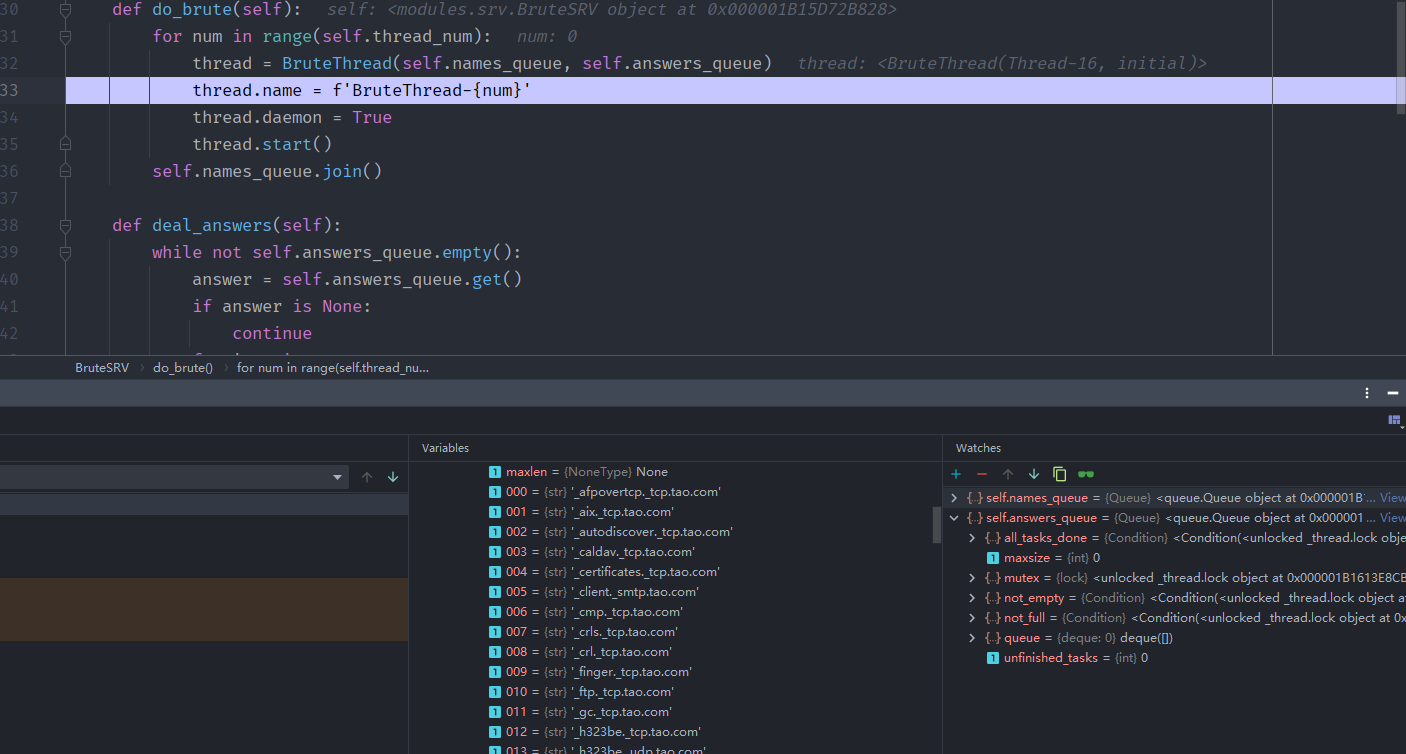 30 def do_brute(self): self: <modules.srv.BruteSRV object at 0x000001B15D72B828>
31 for num in range(self.thread_num): num: 0
32 thread = BruteThread(self.names_queue, self.answers_queue) thread: <BruteThread(Thread-16, initial)>
33 thread.name = f'BruteThread-{num}'
34 thread.daemon = True
35 thread.start()
36 self.names_queue.join()
37
38 def deal_answers(self):
39 while not self.answers_queue.empty():
40 answer = self.answers_queue.get()
41 if answer is None:
42 continue
BruteSRV › do_brute() › for num in range(self.thread_nu...
Variables
maxlen = {NoneType} None
000 = {str} '_afpovertcp._tcp.tao.com'
001 = {str} '_aix._tcp.tao.com'
002 = {str} '_autodiscover._tcp.tao.com'
003 = {str} '_caldav._tcp.tao.com'
004 = {str} '_certificates._tcp.tao.com'
005 = {str} '_client._smtp.tao.com'
006 = {str} '_cmp._tcp.tao.com'
007 = {str} '_crls._tcp.tao.com'
008 = {str} '_crl._tcp.tao.com'
009 = {str} '_finger._tcp.tao.com'
010 = {str} '_ftp._tcp.tao.com'
011 = {str} '_gc._tcp.tao.com'
012 = {str} '_h323be._tcp.tao.com'
013 = {str} '_h323be._udp.tao.com'
Watches
self.names_queue = {Queue} <queue.Queue object at 0x000001B1... View
self.answers_queue = {Queue} <queue.Queue object at 0x000001... View
all_tasks_done = {Condition} <Condition(<unlocked _thread.lock obje
maxsize = {int} 0
mutex = {lock} <unlocked _thread.lock object at 0x000001B1613E8CB
not_empty = {Condition} <Condition(<unlocked _thread.lock object at
not_full = {Condition} <Condition(<unlocked _thread.lock object at 0x
queue = {deque: 0} deque([])
unfinished_tasks = {int} 0